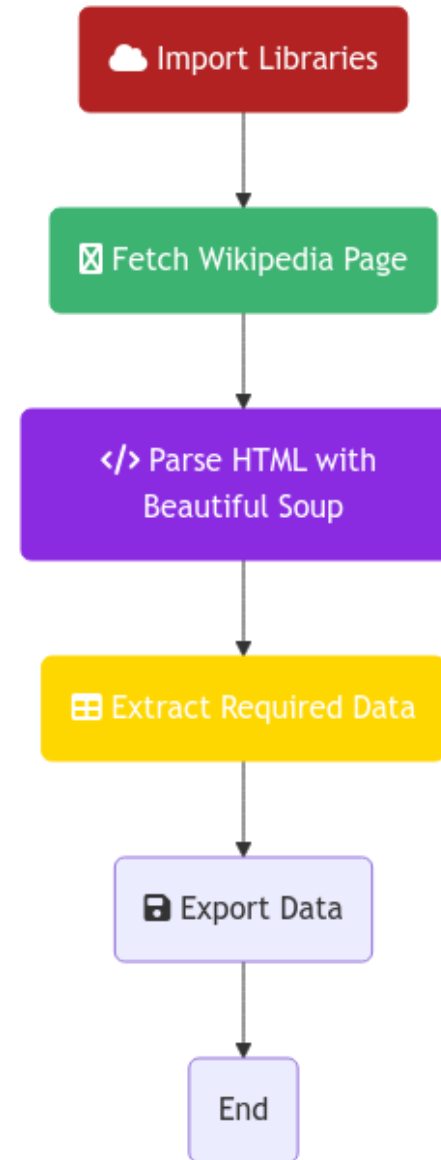 Import Libraries
Fetch Wikipedia Page
</> Parse HTML with
Beautiful Soup
Extract Required Data
Export Data
End